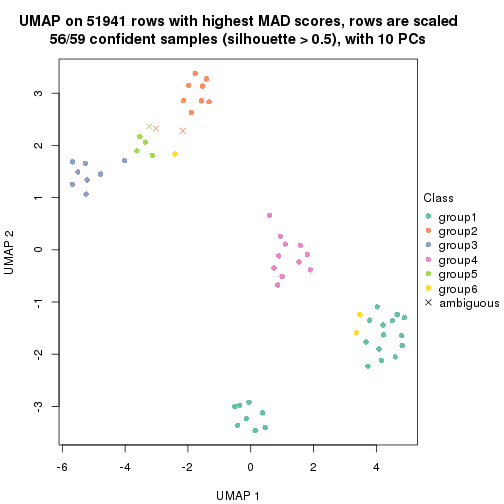 UMAP on 51941 rows with highest MAD scores, rows are scaled
56/59 confident samples (silhouette > 0.5), with 10 PCs
3
2
1
0
-1
-2
-3
UMAP 2
-6
-4
-2
0
2
4
UMAP 1
Class
group1
group2
group3
group4
group5
group6
ambiguous